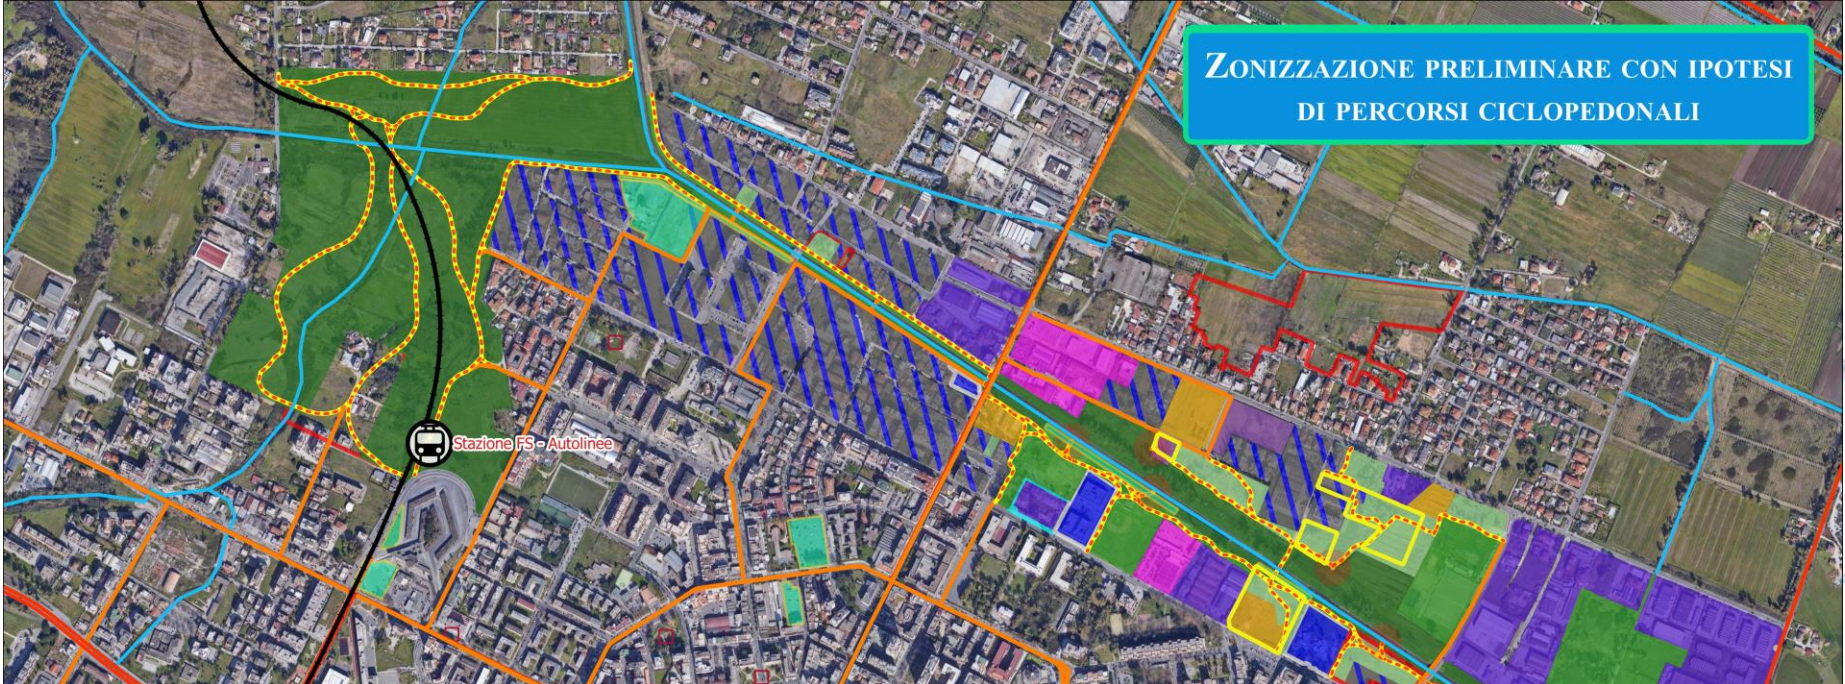 ZONIZZAZIONE PRELIMINARE CON IPOTESI
DI PERCORSI CICLOPEDONALI
Stazione FS - Autolinee